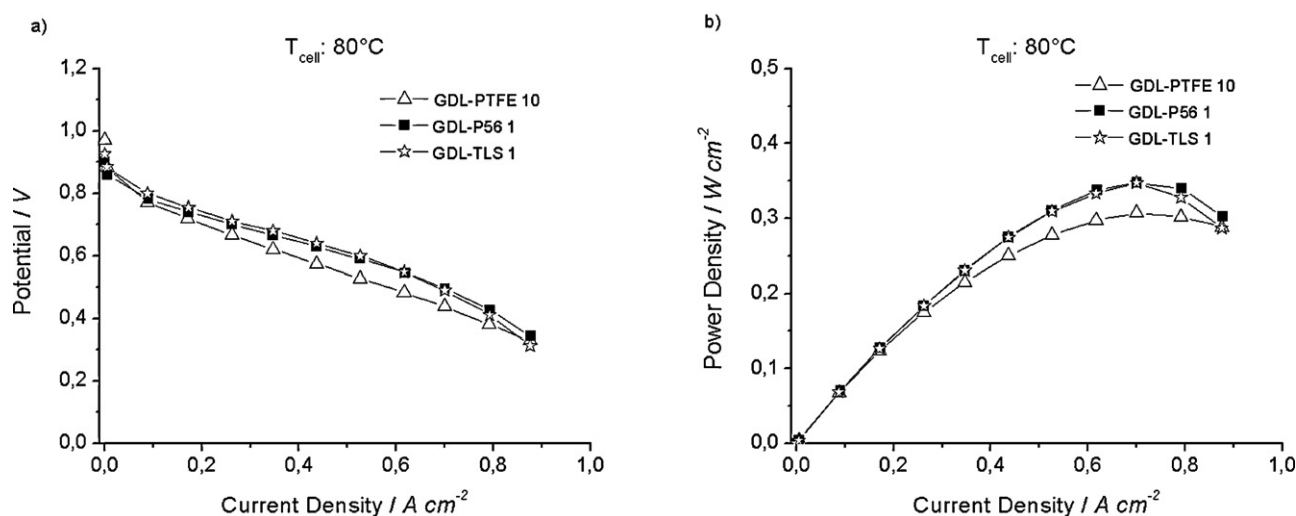 a)
T_cell: 80°C
1,2
1,0
0,8
0,6
0,4
0,2
0,0
Potential / V
GDL-PTFE 10
GDL-P56 1
GDL-TLS 1
0,0 0,2 0,4 0,6 0,8 1,0
Current Density / A cm⁻²
b)
T_cell: 80°C
0,5
0,4
0,3
0,2
0,1
0,0
Power Density / W cm⁻²
GDL-PTFE 10
GDL-P56 1
GDL-TLS 1
0,0 0,2 0,4 0,6 0,8 1,0
Current Density / A cm⁻²